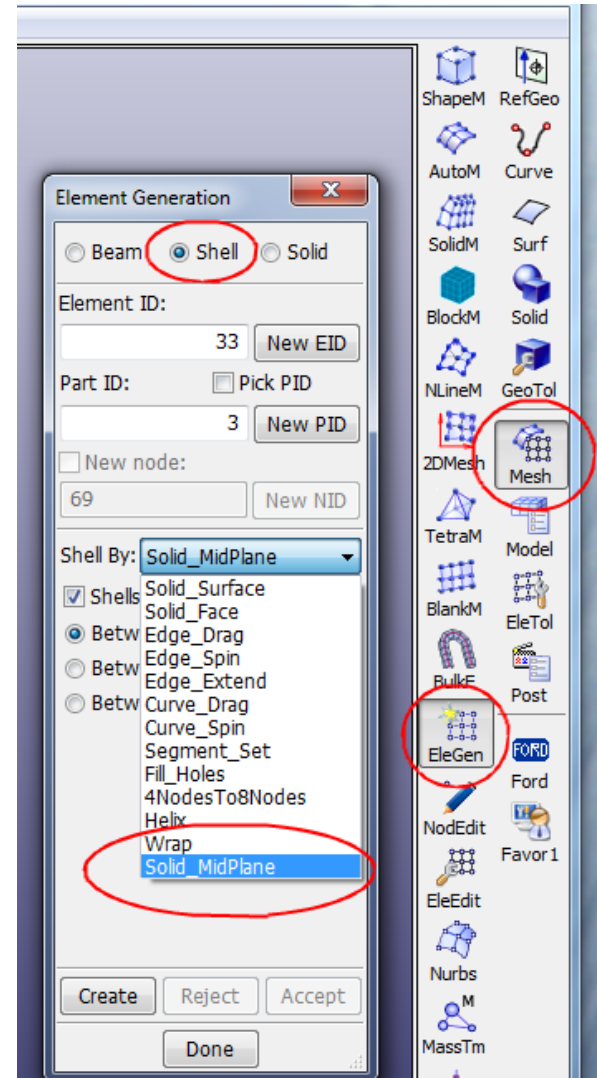 Element Generation
Beam Shell Solid
Element ID:
33 New EID
Part ID: Pick PID
3 New PID
New node:
69 New NID
Shell By: Solid_MidPlane
Shells
Betw
Betw
Betw
Solid_Surface
Solid_Face
Edge_Drag
Edge_Spin
Edge_Extend
Curve_Drag
Curve_Spin
Segment_Set
Fill_Holes
4NodesTo8Nodes
Helix
Wrap
Solid_MidPlane
Create Reject Accept
Done
ShapeM
AutoM
SolidM
BlockM
NLineM
2DMesh
TetraM
BlankM
BulkF
EleGen
NodEdit
EleEdit
Nurbs
M
MassTm
RefGeo
Curve
Surf
Solid
GeoTol
Mesh
Model
EleTol
Post
FORD
Ford
Favor1